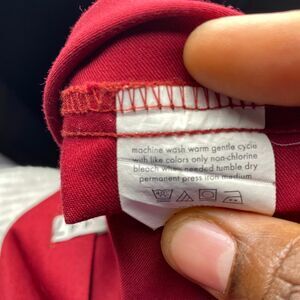 machine wash warm gentle cycle
with like colors only non-chlorine
bleach when needed tumble dry
permanent press iron medium